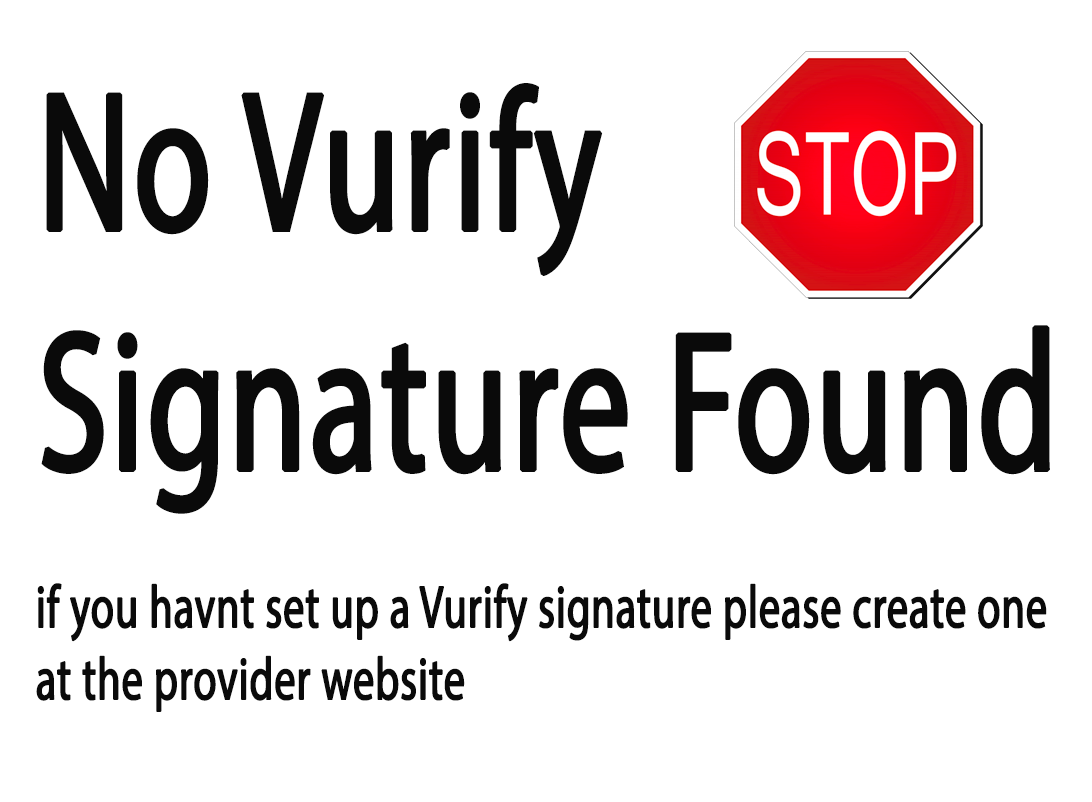 No Vurify
STOP
Signature Found
if you havnt set up a Vurify signature please create one
at the provider website